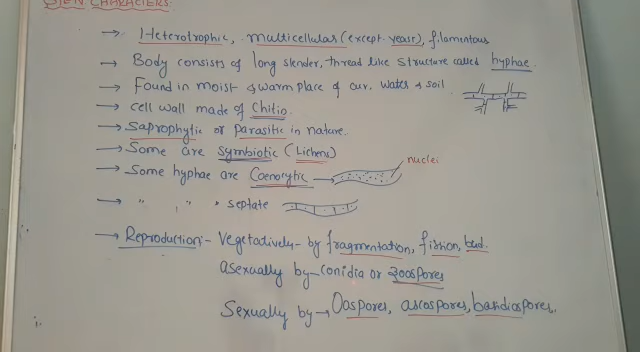 GEN CHARACTERS
→ Heterotrophic, multicellular (except yease), filamentous
→ Body consists of long slender, thread like structure called hyphae.
→ Found in moist & warm place of air, water & soil
→ cell wall made of Chitin.
→ Saprophytic or Parasitic in nature.
→ Some are symbiotic (Lichens)
→ Some hyphae are Coenocytic → nuclei
→ " " " septate
→ Reproduction:- Vegetatively - by fragmentation, fission, bud.
asexually by - conidia or zoospores
Sexually by → Oospores, ascospores, basidiospores.